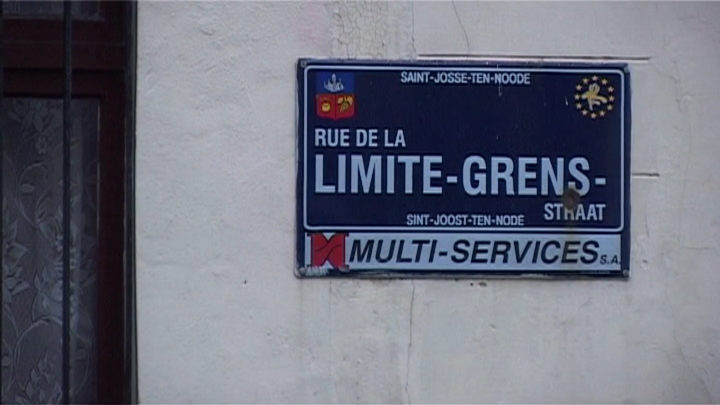 SAINT-JOSSE-TEN-NOODE
RUE DE LA
LIMITE-GRENS-
STRAAT
SINT-JOOST-TEN-NODE
MULTI-SERVICES S.A.